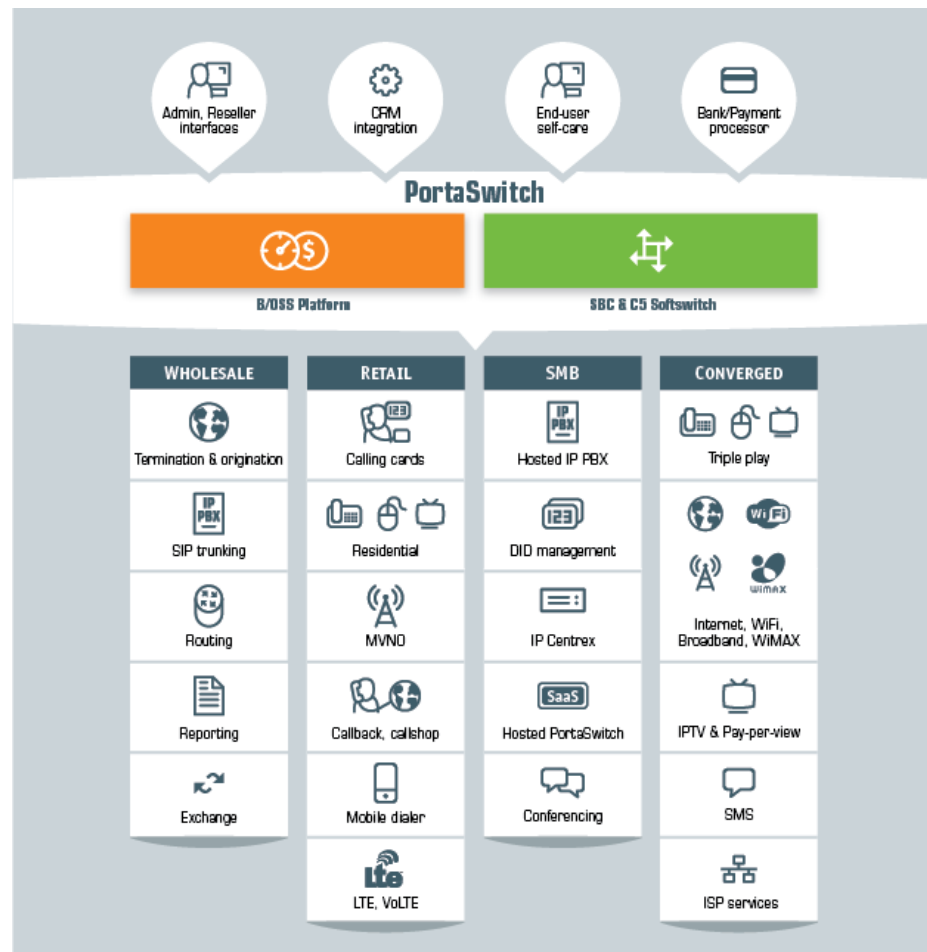 Admin, Reseller
interfaces
CRM
integration
End-user
self-care
Bank/Payment
processor
PortaSwitch
$
B/OSS Platform
SBC & C5 Softswitch
WHOLESALE
Termination & origination
IP
PBX
SIP trunking
Routing
Reporting
Exchange
RETAIL
123
Calling cards
Residential
MVNO
Callback, callshop
Mobile dialer
Lte
LTE, VoLTE
SMB
IP
PBX
Hosted IP PBX
123
DID management
IP Centrex
SaaS
Hosted PortaSwitch
Conferencing
CONVERGED
Triple play
WiFi
WIMAX
Internet, WiFi,
Broadband, WiMAX
IPTV & Pay-per-view
SMS
ISP services